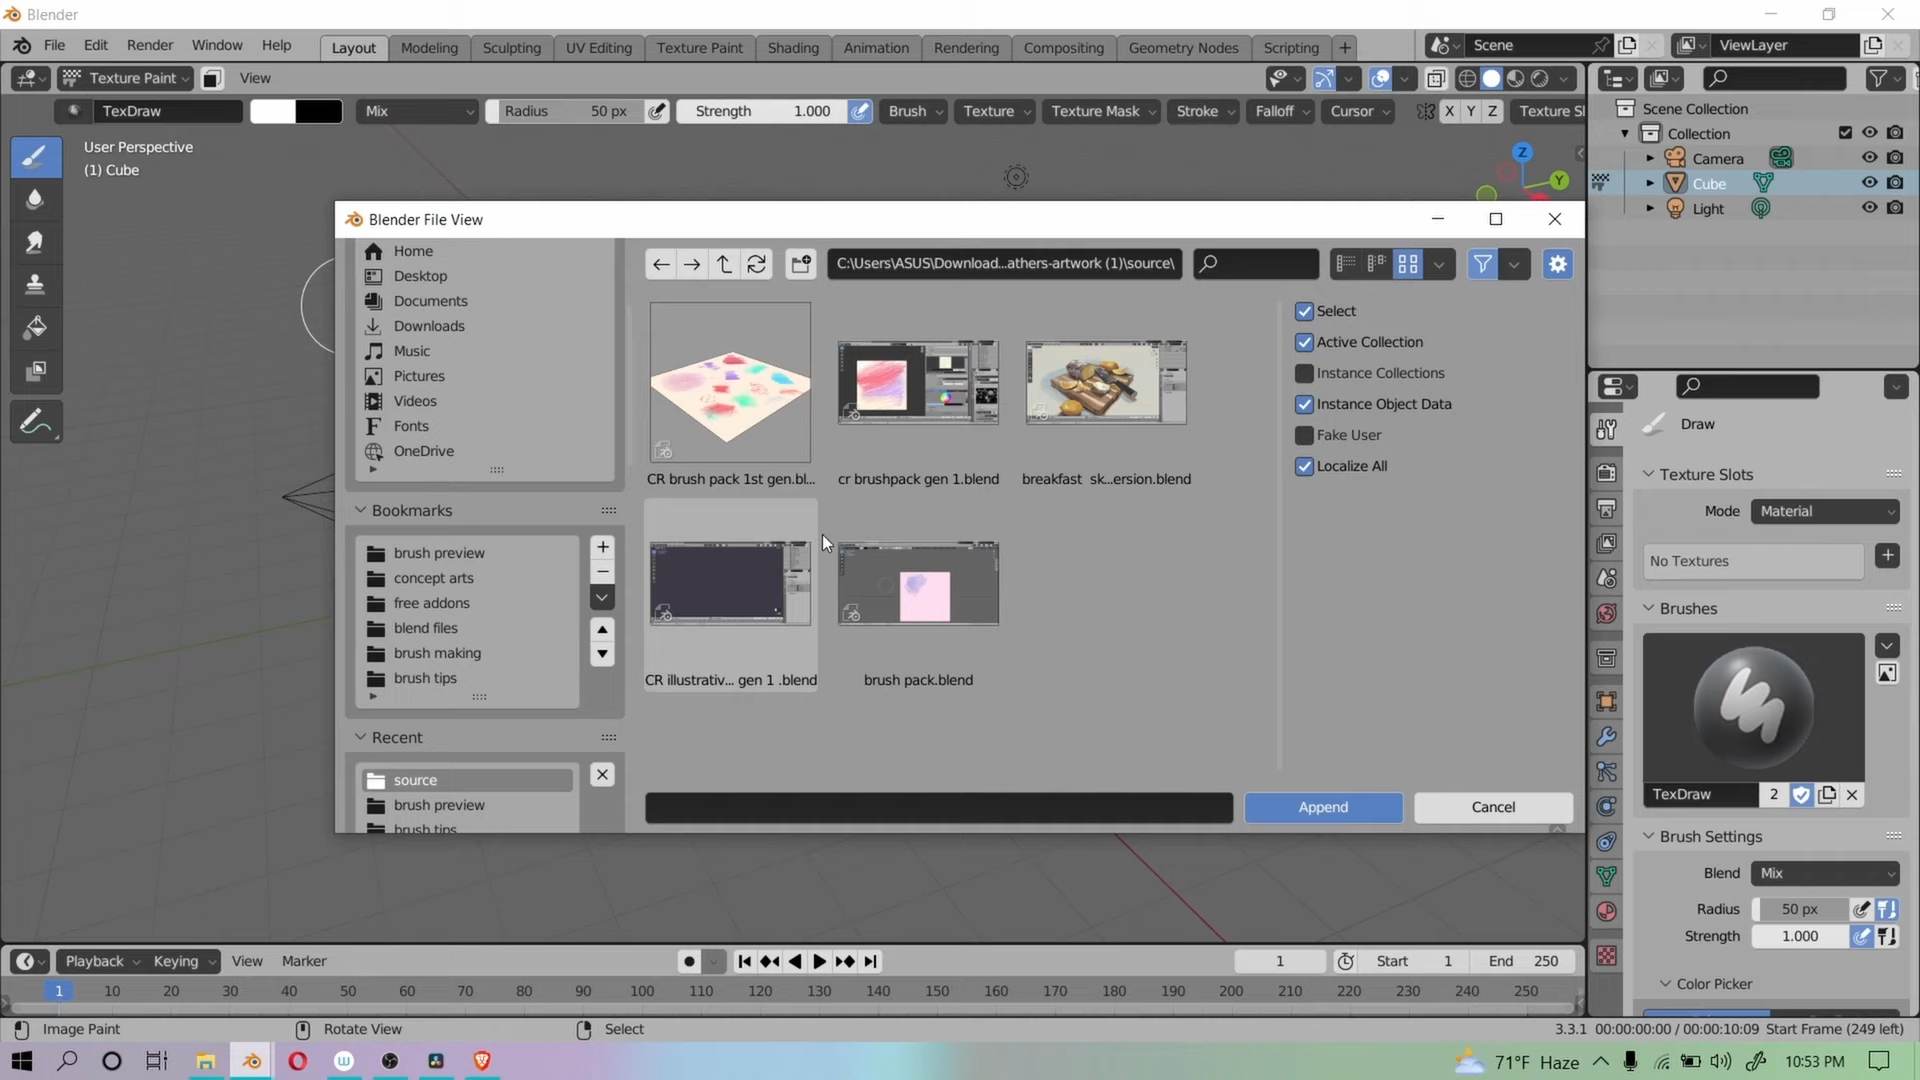 Blender
File Edit Render Window Help
Layout Modeling Sculpting UV Editing Texture Paint Shading Animation Rendering Compositing Geometry Nodes Scripting +
Scene
ViewLayer
Texture Paint View
TexDraw Mix Radius 50 px Strength 1.000 Brush Texture Texture Mask Stroke Falloff Cursor X Y Z Texture Sl
User Perspective
(1) Cube
Z
Y
Scene Collection
Collection
Camera
Cube
Light
Blender File View
Home
Desktop
Documents
Downloads
Music
Pictures
Videos
Fonts
OneDrive
Bookmarks
brush preview
concept arts
free addons
blend files
brush making
brush tips
Recent
source
brush preview
brush tips
C:\Users\ASUS\Download...athers-artwork (1)\source\
CR brush pack 1st gen.bl...
cr brushpack gen 1.blend
breakfast sk...ersion.blend
CR illustrativ... gen 1 .blend
brush pack.blend
Select
Active Collection
Instance Collections
Instance Object Data
Fake User
Localize All
Append
Cancel
Draw
Texture Slots
Mode Material
No Textures
Brushes
TexDraw 2
Brush Settings
Blend Mix
Radius 50 px
Strength 1.000
Color Picker
Playback Keying View Marker
1 Start 1 End 250
1 10 20 30 40 50 60 70 80 90 100 110 120 130 140 150 160 170 180 190 200 210 220 230 240 250
Image Paint Rotate View Select
3.3.1 00:00:00:00 / 00:00:10:09 Start Frame (249 left)
71°F Haze 10:53 PM